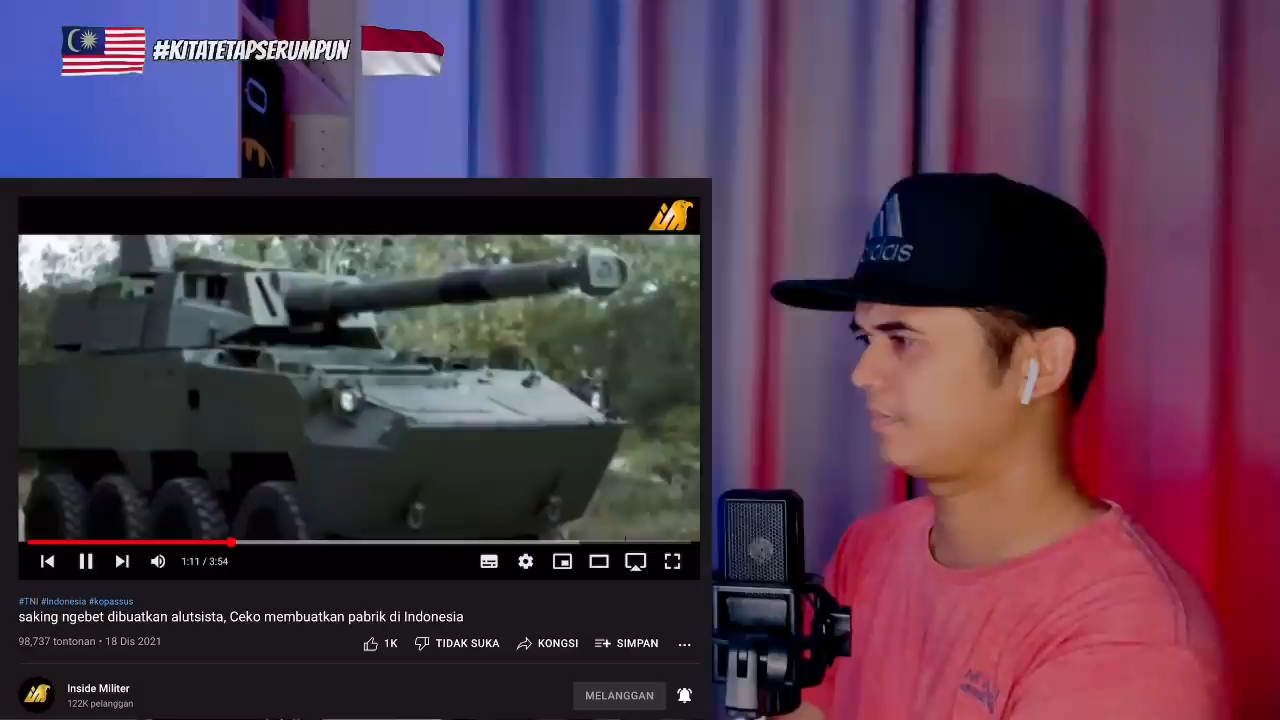 #KITATETAPSERUMPUN
adidas
1:11 / 3:54
#TNI #Indonesia #kopassus
saking ngebet dibuatkan alutsista, Ceko membuatkan pabrik di Indonesia
98,737 tontonan • 18 Dis 2021
1K
TIDAK SUKA
KONGSI
SIMPAN
Inside Militer
122K pelanggan
MELANGGAN